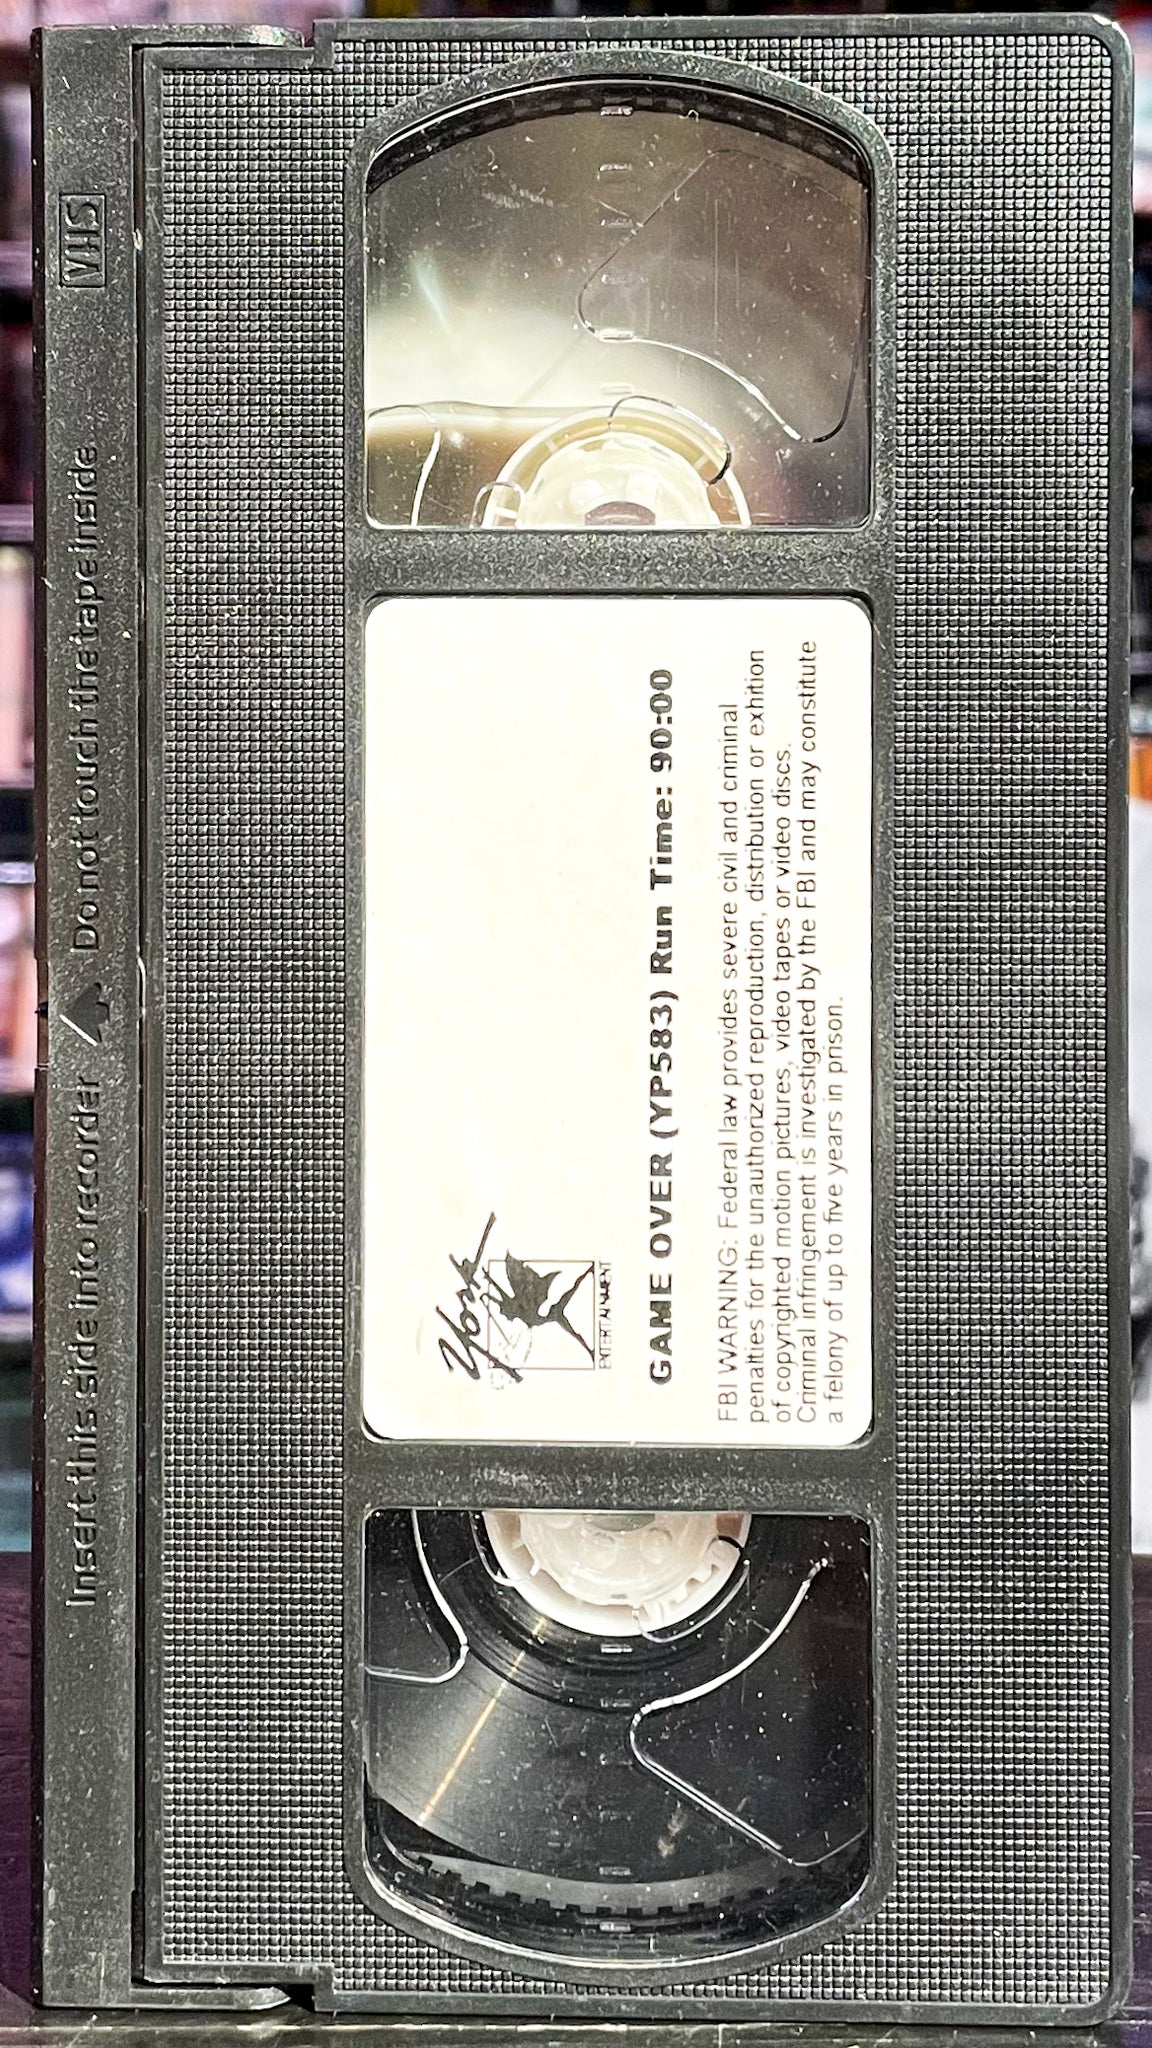 VHS
Insert this side into recorder Do not touch the tape inside
York
ENTERTAINMENT
GAME OVER (YP583) Run Time: 90:00
FBI WARNING: Federal law provides severe civil and criminal
penalties for the unauthorized reproduction, distribution or exhition
of copyrighted motion pictures, video tapes or video discs.
Criminal infringement is investigated by the FBI and may constitute
a felony of up to five years in prison.